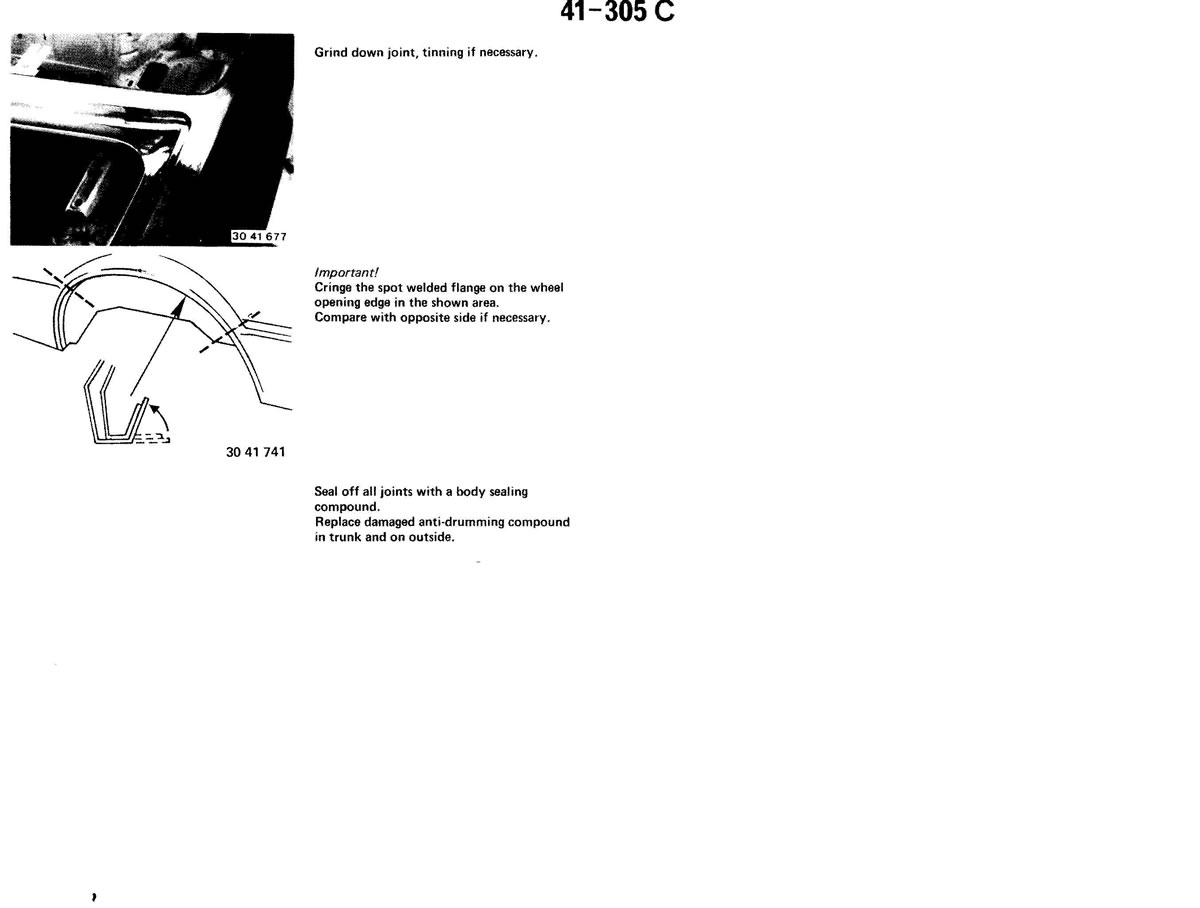 41-305 C
Grind down joint, tinning if necessary.
30 41 677
Important!
Cringe the spot welded flange on the wheel
opening edge in the shown area.
Compare with opposite side if necessary.
30 41 741
Seal off all joints with a body sealing
compound.
Replace damaged anti-drumming compound
in trunk and on outside.